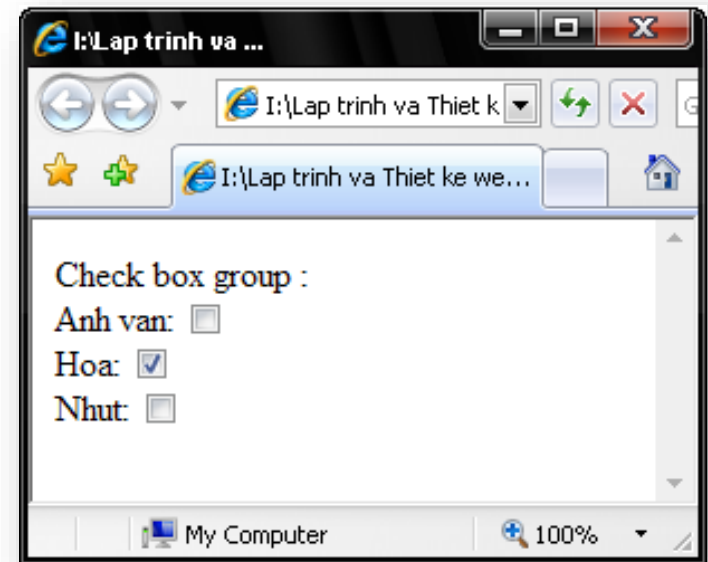 I:\Lap trinh va ...
I:\Lap trinh va Thiet k
G
I:\Lap trinh va Thiet ke we...
Check box group :
Anh van:
Hoa:
Nhut:
My Computer
100%